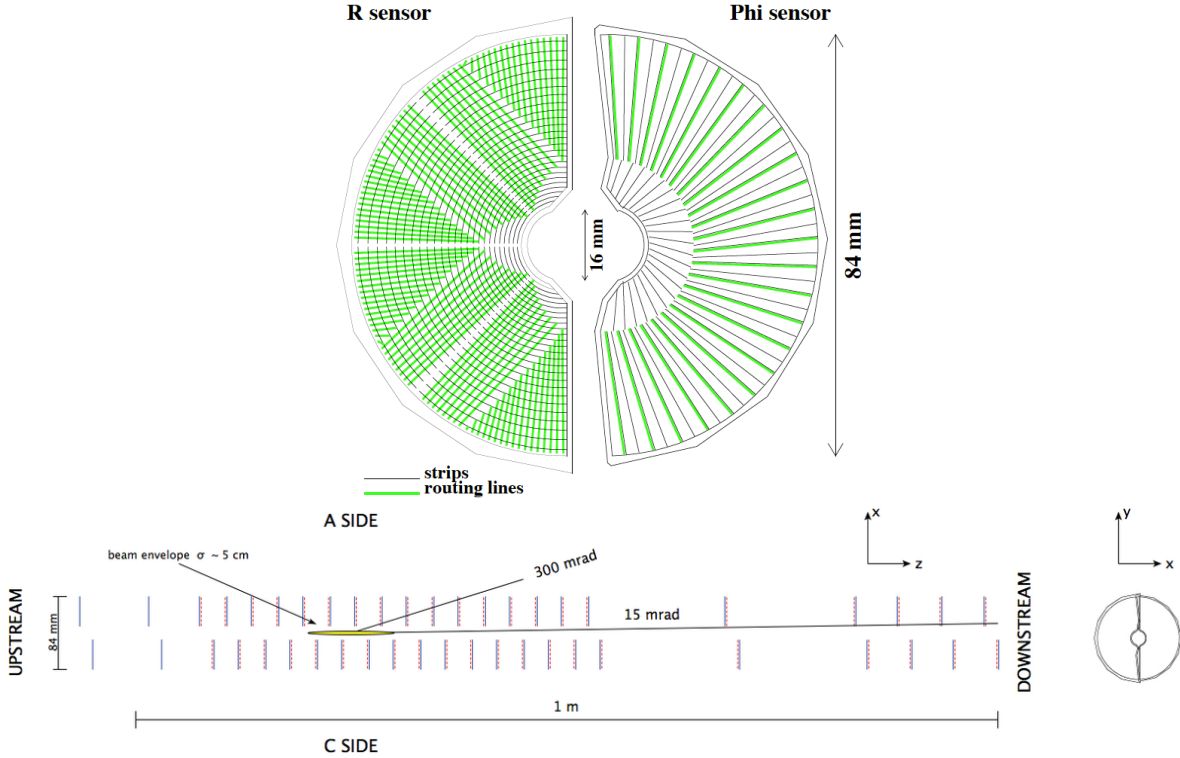 R sensor
Phi sensor
16 mm
84 mm
strips
routing lines
A SIDE
beam envelope σ ~ 5 cm
300 mrad
x
z
y
x
UPSTREAM
84 mm
15 mrad
DOWNSTREAM
1 m
C SIDE